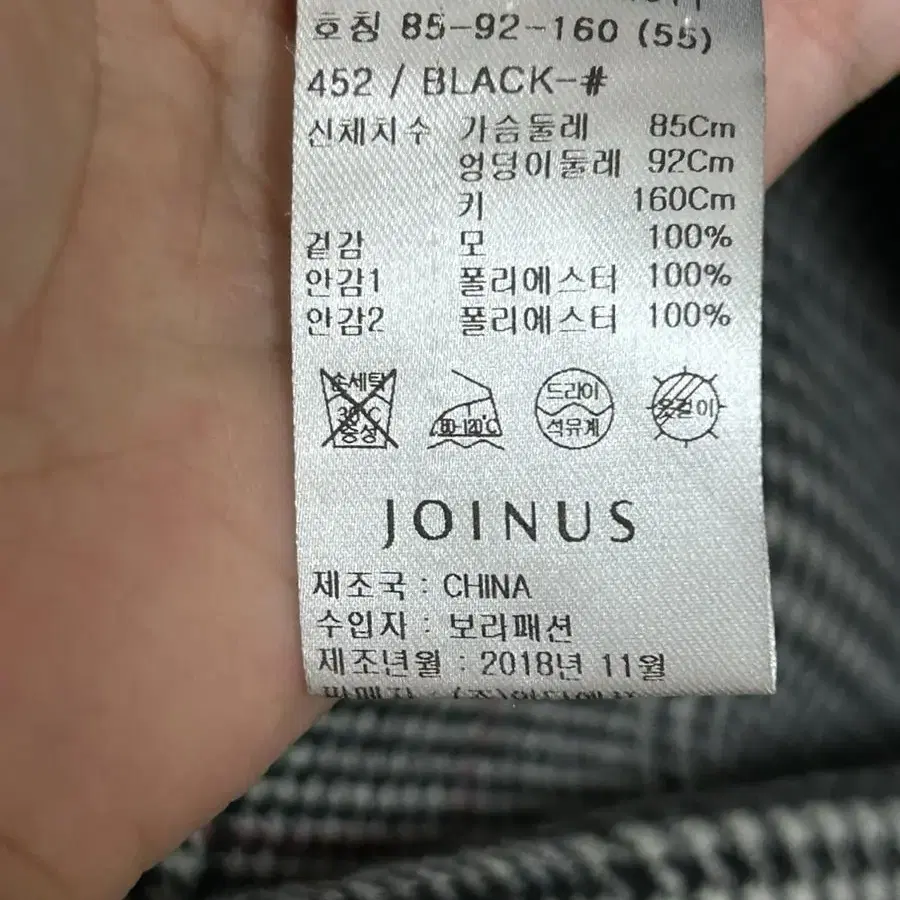 호칭 85-92-160 (55)
452 / BLACK-#
신체치수 가슴둘레 85Cm
엉덩이둘레 92Cm
키 160Cm
겉감 모 100%
안감1 폴리에스터 100%
안감2 폴리에스터 100%
손세탁 30°C 중성
80-120°C
드라이 석유계
옷걸이
JOINUS
제조국 : CHINA
수입자 : 보리패션
제조년월 : 2018년 11월